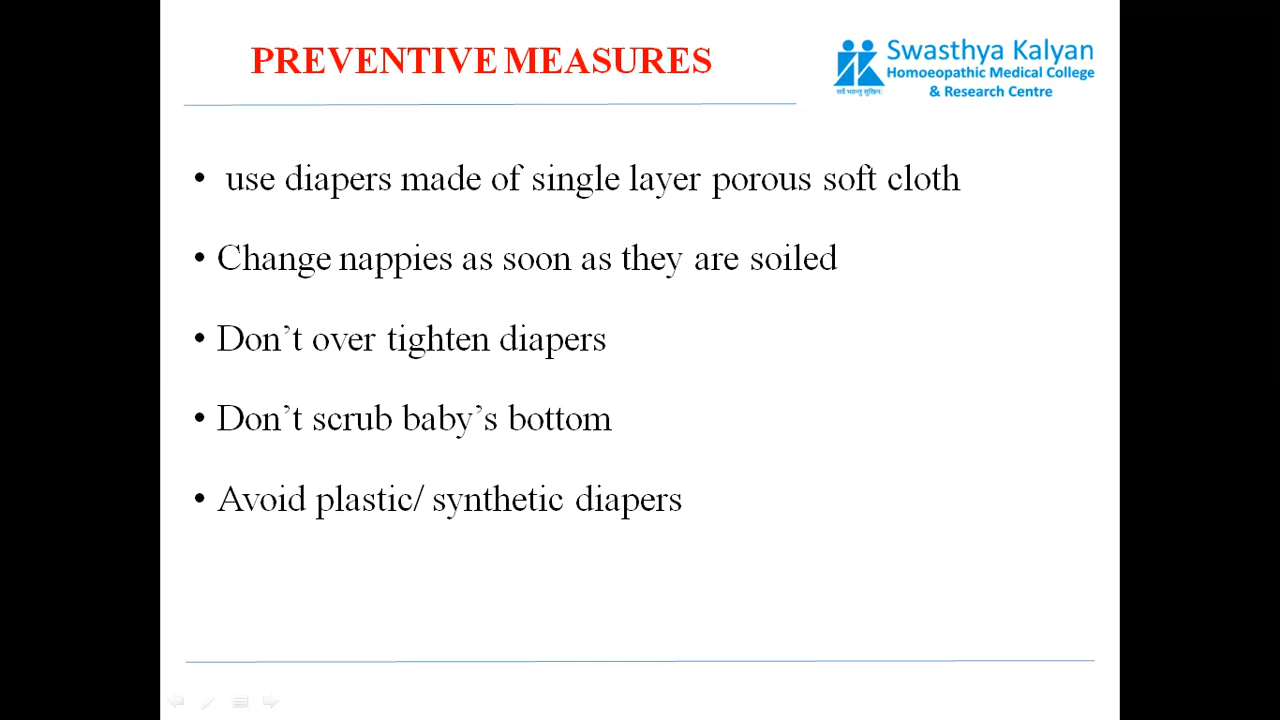 PREVENTIVE MEASURES
Swasthya Kalyan
Homoeopathic Medical College
& Research Centre
सर्वे भवन्तु सुखिनः
• use diapers made of single layer porous soft cloth
• Change nappies as soon as they are soiled
• Don’t over tighten diapers
• Don’t scrub baby’s bottom
• Avoid plastic/ synthetic diapers